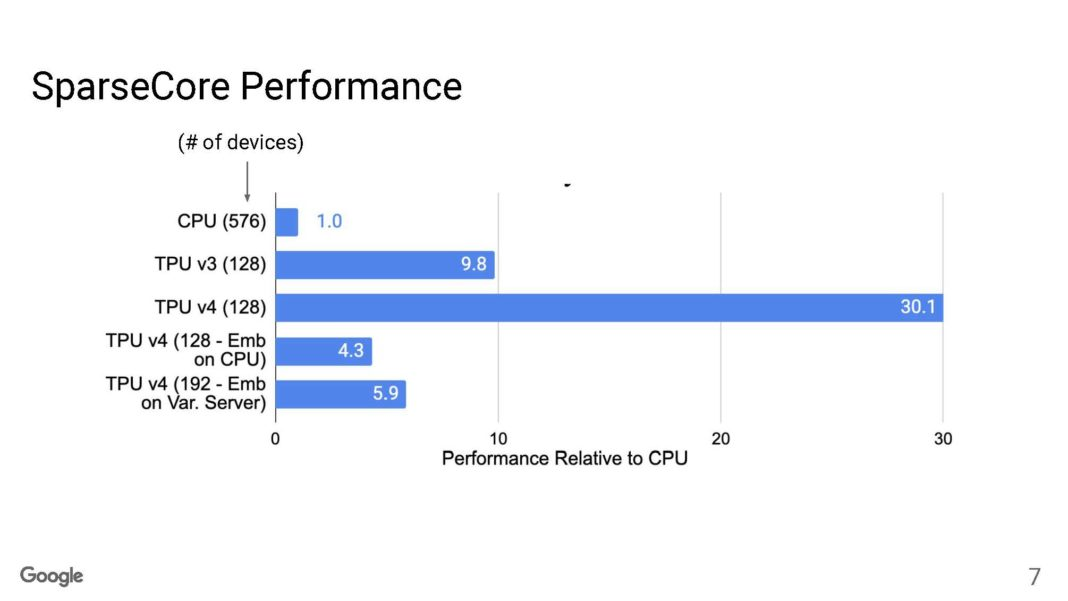 SparseCore Performance
(# of devices)
CPU (576)
1.0
TPU v3 (128)
9.8
TPU v4 (128)
30.1
TPU v4 (128 - Emb
on CPU)
4.3
TPU v4 (192 - Emb
on Var. Server)
5.9
0
10
20
30
Performance Relative to CPU
Google
7